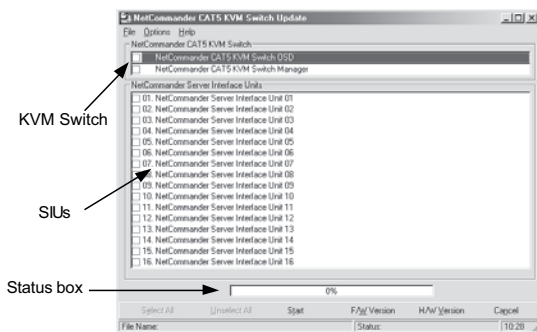 NetCommander CAT5 KVM Switch Update
File Options Help
NetCommander CAT5 KVM Switch
NetCommander CAT5 KVM Switch OSD
NetCommander CAT5 KVM Switch Manager
NetCommander Server Interface Units
01. NetCommander Server Interface Unit 01
02. NetCommander Server Interface Unit 02
03. NetCommander Server Interface Unit 03
04. NetCommander Server Interface Unit 04
05. NetCommander Server Interface Unit 05
06. NetCommander Server Interface Unit 06
07. NetCommander Server Interface Unit 07
08. NetCommander Server Interface Unit 08
09. NetCommander Server Interface Unit 09
10. NetCommander Server Interface Unit 10
11. NetCommander Server Interface Unit 11
12. NetCommander Server Interface Unit 12
13. NetCommander Server Interface Unit 13
14. NetCommander Server Interface Unit 14
15. NetCommander Server Interface Unit 15
16. NetCommander Server Interface Unit 16
KVM Switch
SIUs
Status box
0%
Select All Unselect All Start F/W Version H/W Version Cancel
File Name: Status: 10:28